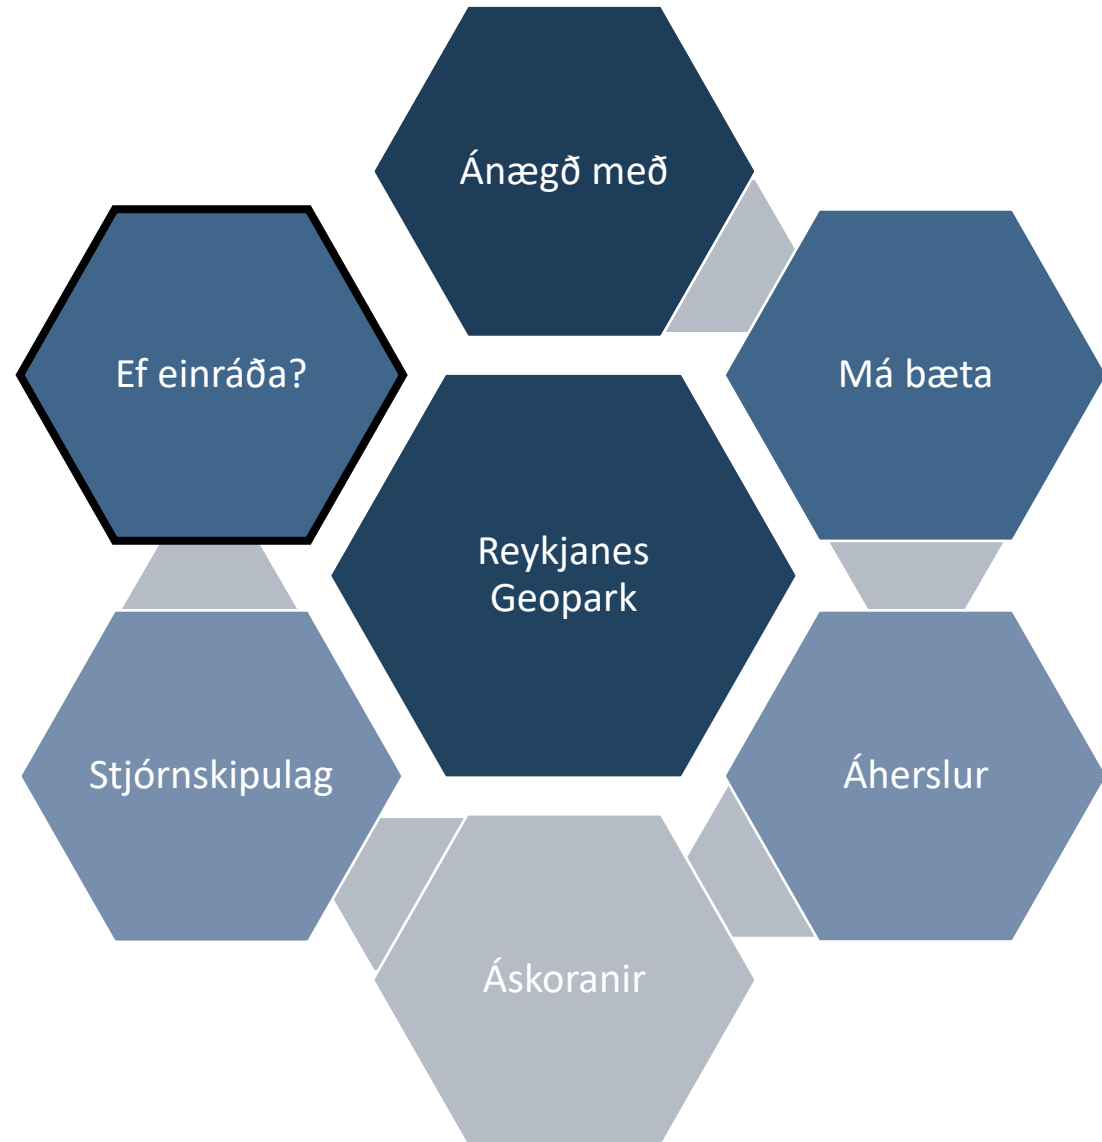 Ánægð með
Ef einráða?
Má bæta
Reykjanes
Geopark
Stjórnskipulag
Áherslur
Áskoranir